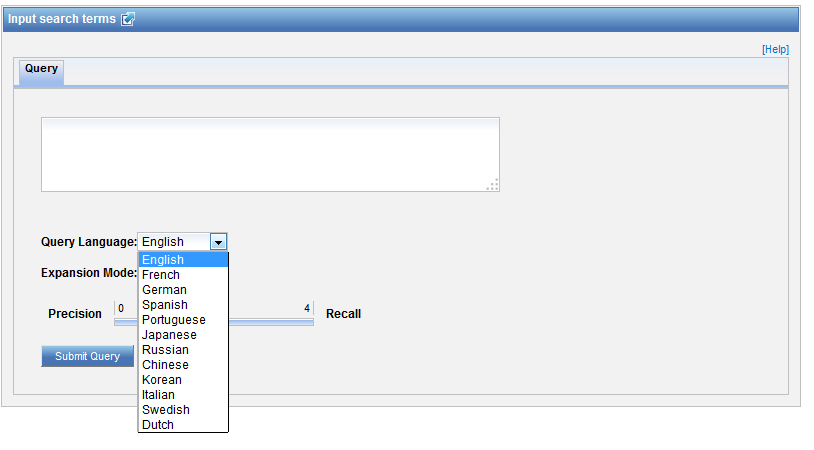 Input search terms
[Help]
Query
Query Language: English
English
Expansion Mode:
French
German
Spanish
Precision 0 4 Recall
Portuguese
Japanese
Russian
Submit Query
Chinese
Korean
Italian
Swedish
Dutch